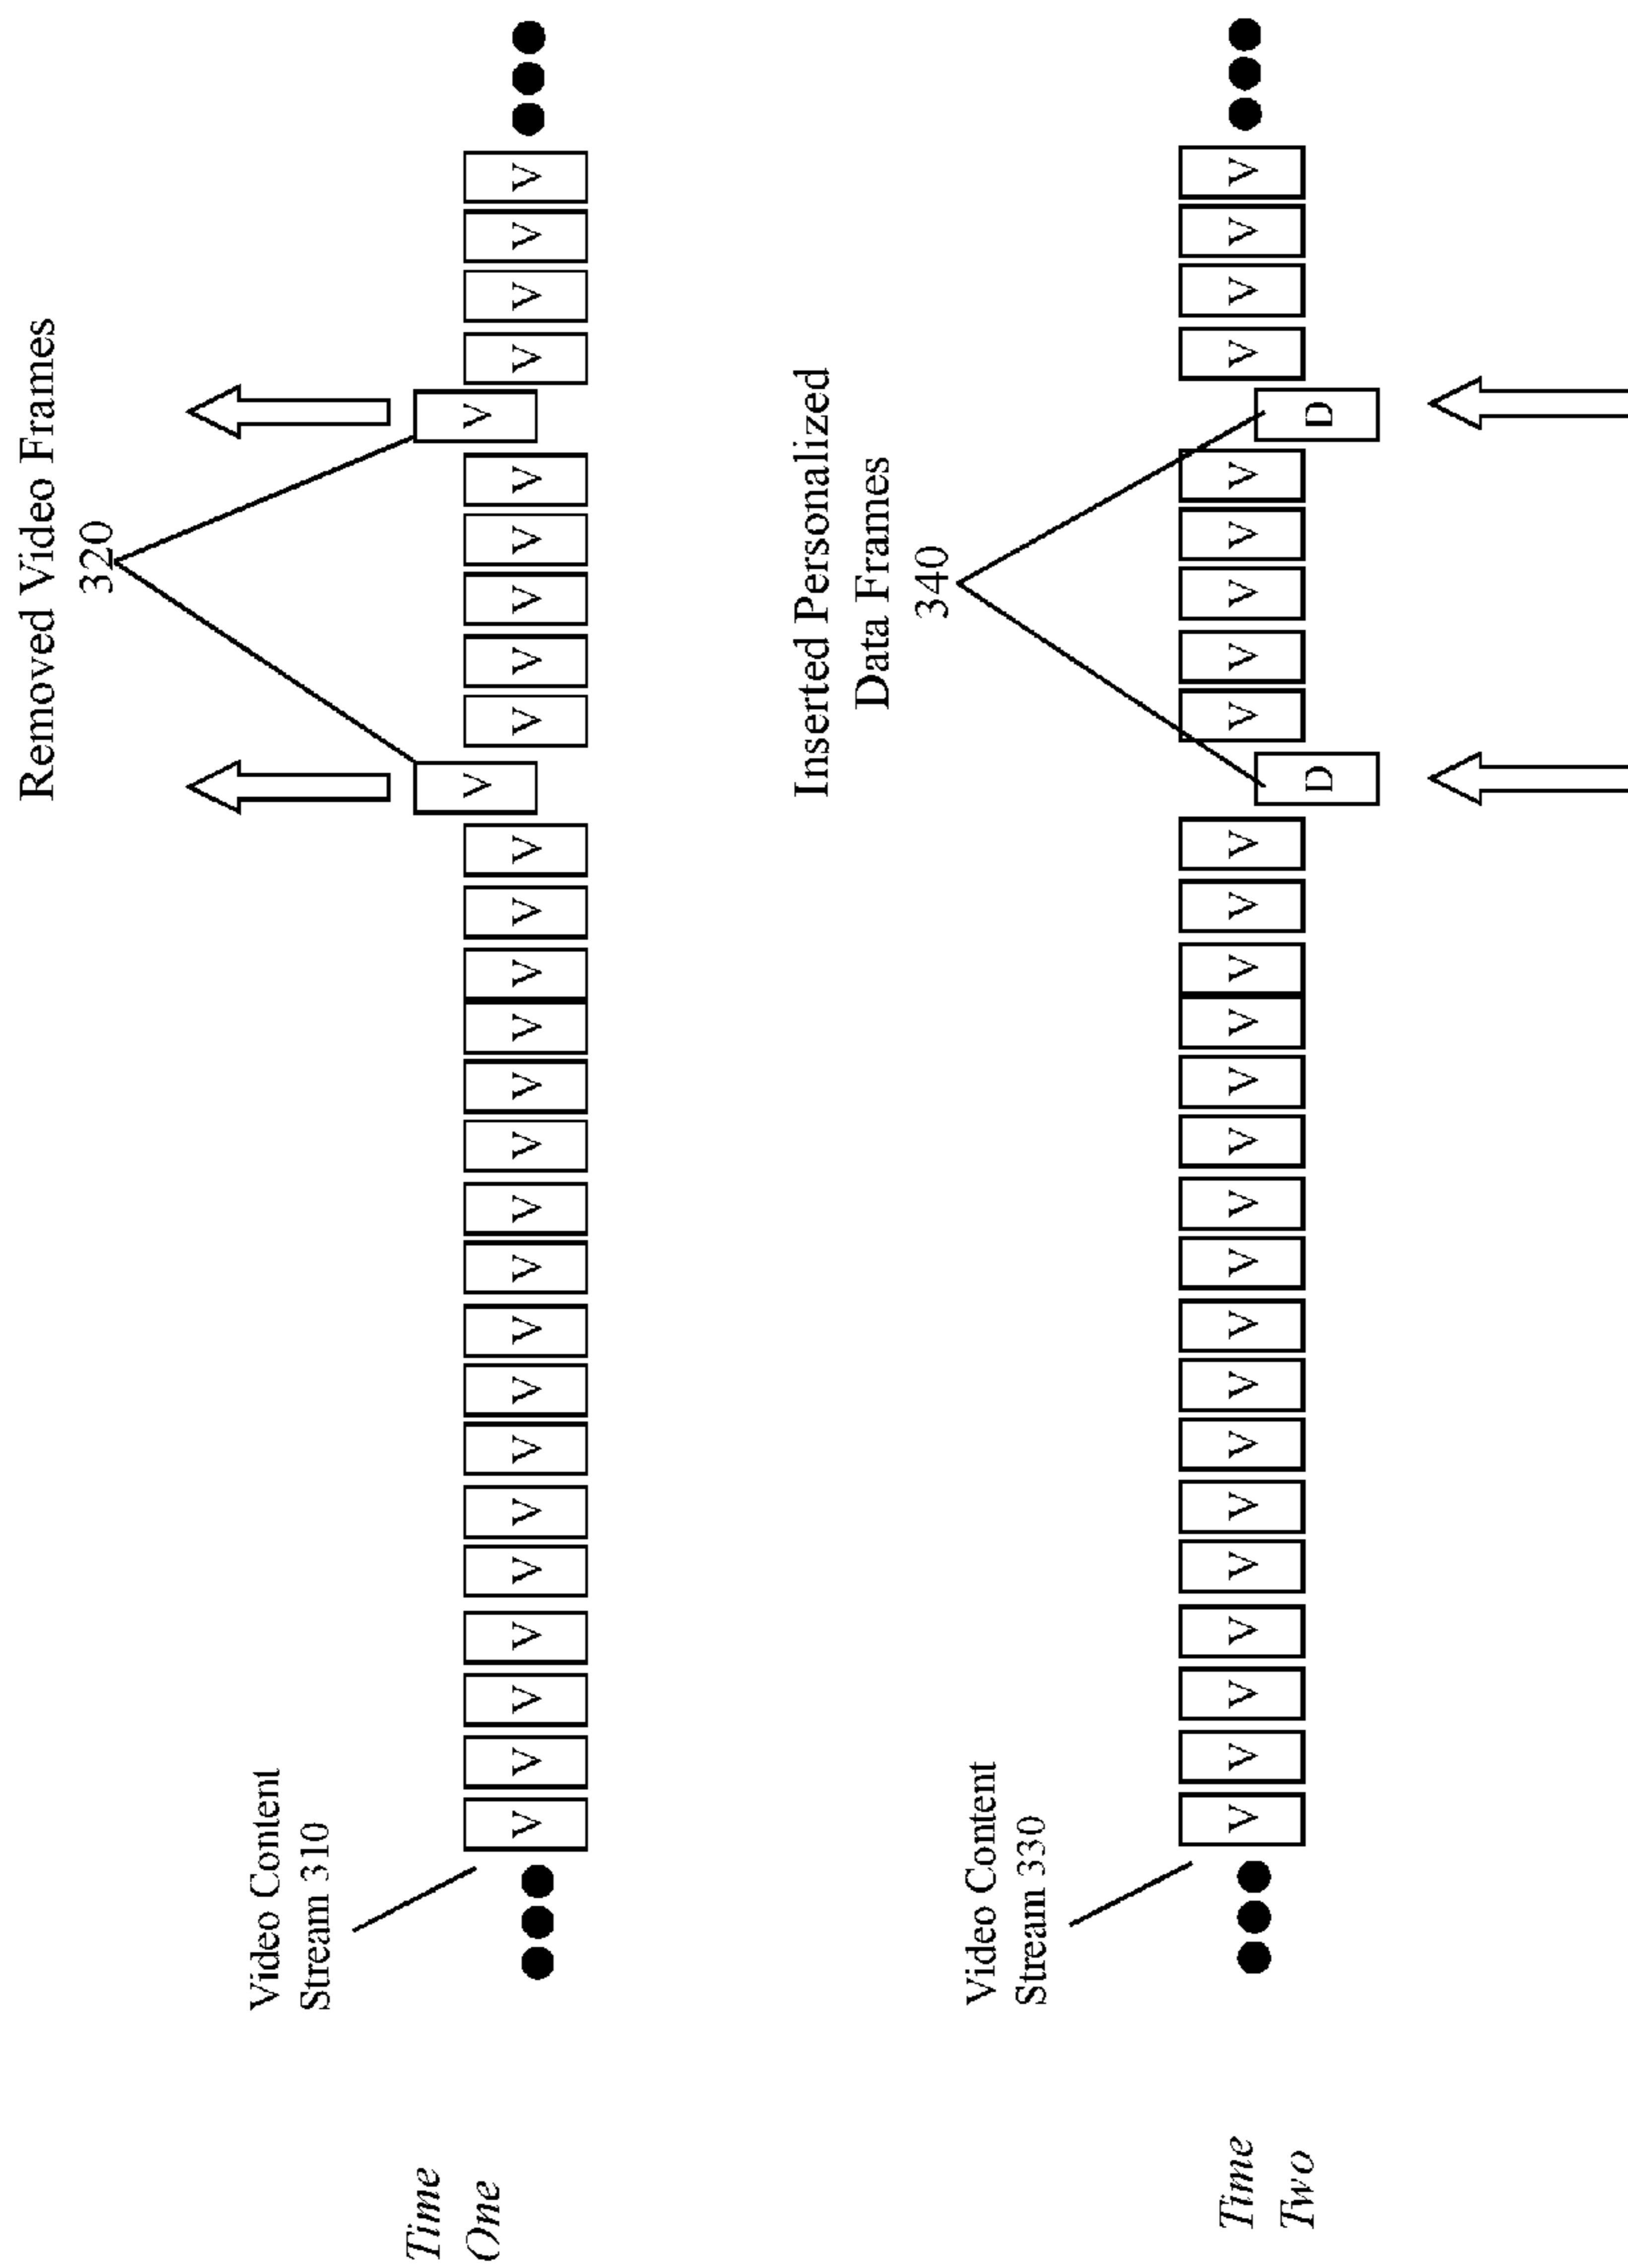 Removed Video Frames
320
Video Content
Stream 310
Time
One
V V V V V V V V V V V V V V V V V V V V V V V V V V V V
Inserted Personalized
Data Frames
340
Video Content
Stream 330
Time
Two
V V V V V V V V V V V V V V V V V D V V V V V D V V V V